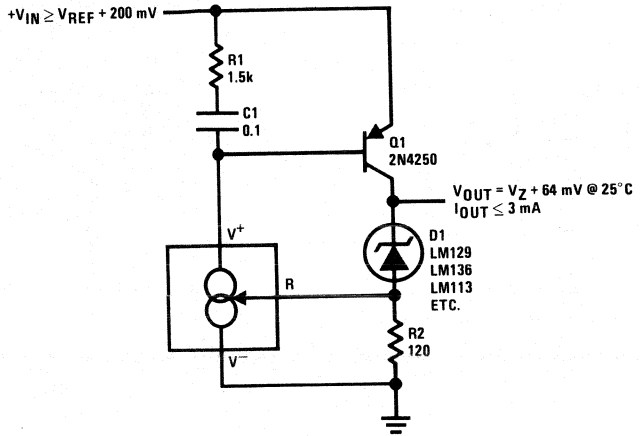 +VIN ≥ VREF + 200 mV
R1
1.5k
C1
0.1
Q1
2N4250
VOUT = VZ + 64 mV @ 25°C
IOUT ≤ 3 mA
V+
D1
LM129
LM136
LM113
ETC.
R
R2
120
V−